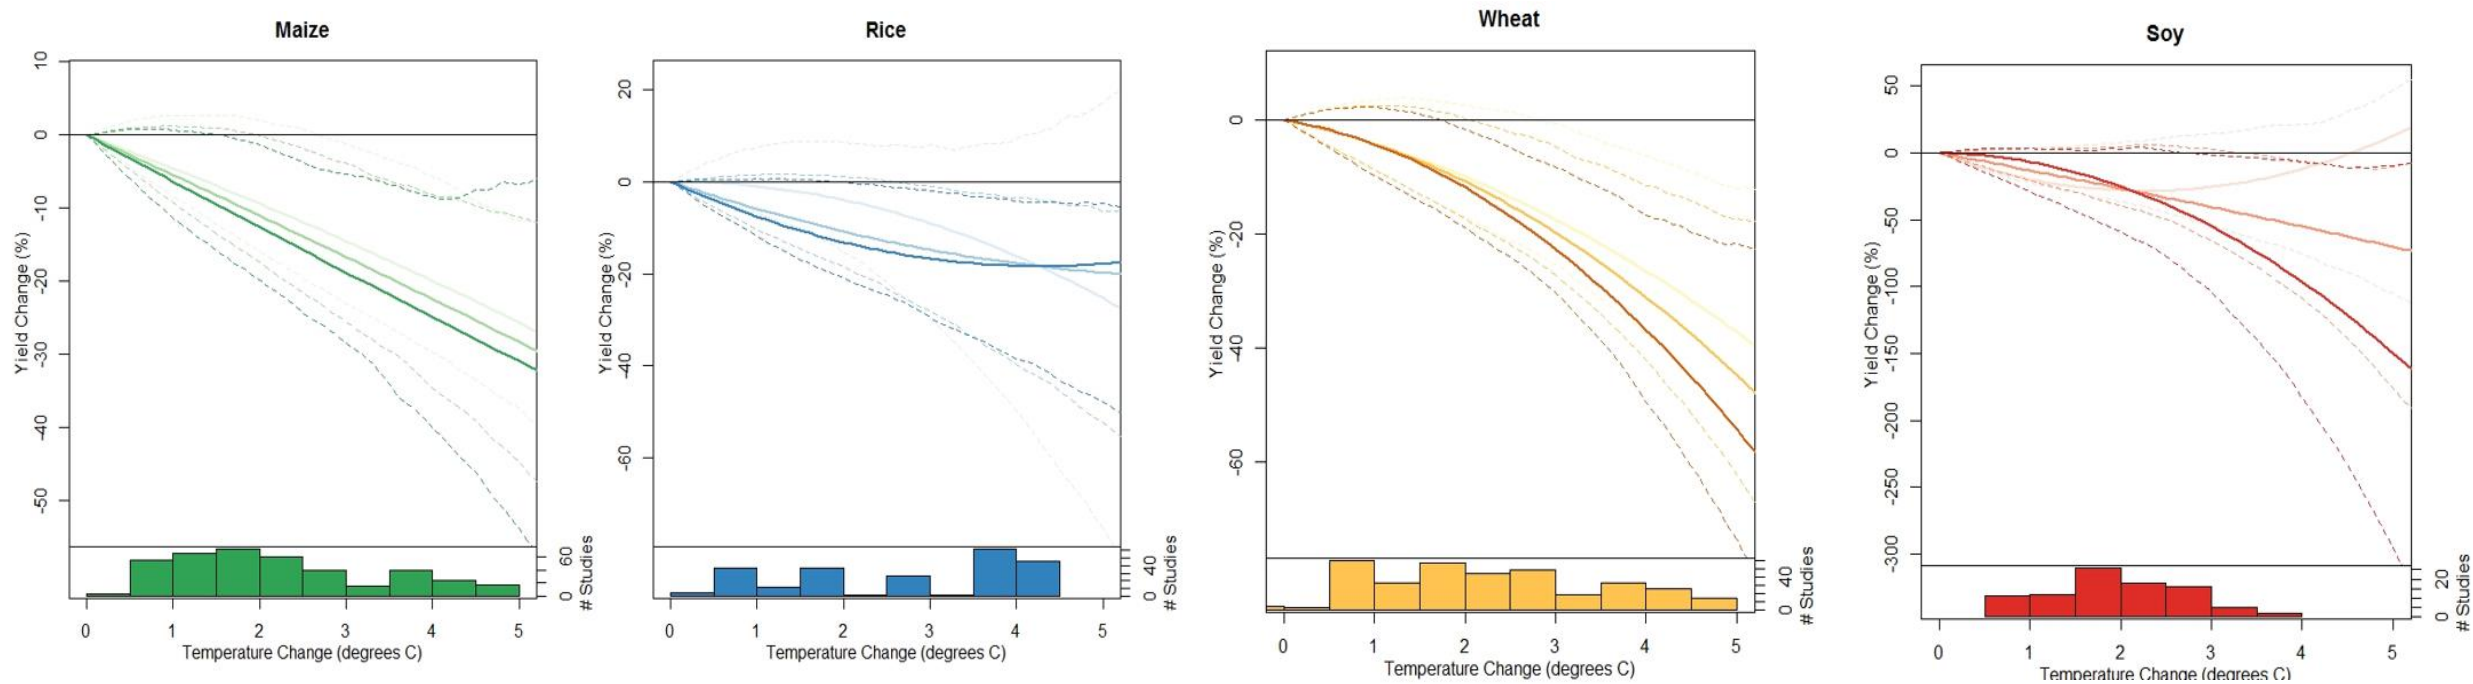 Maize
10
0
-10
-20
-30
-40
-50
Yield Change (%)
60
0
# Studies
0 1 2 3 4 5
Temperature Change (degrees C)
Rice
20
0
-20
-40
-60
Yield Change (%)
40
0
# Studies
0 1 2 3 4 5
Temperature Change (degrees C)
Wheat
0
-20
-40
-60
Yield Change (%)
40
0
# Studies
0 1 2 3 4 5
Temperature Change (degrees C)
Soy
50
0
-50
-100
-150
-200
-250
-300
Yield Change (%)
20
0
# Studies
0 1 2 3 4 5
Temperature Change (degrees C)